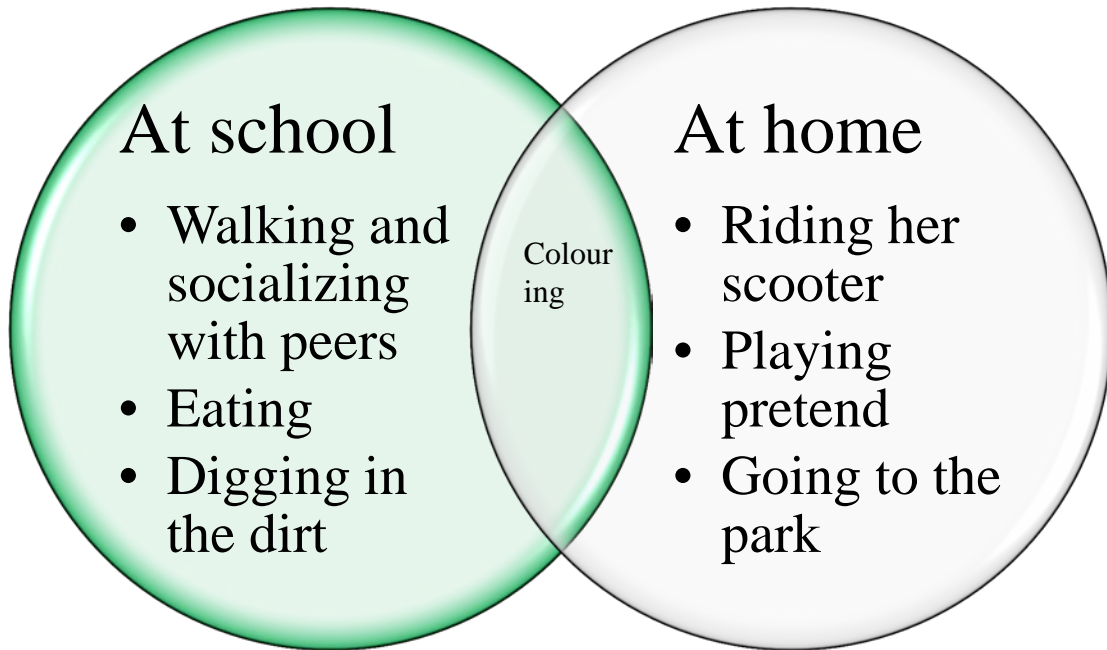 At school
• Walking and
socializing
with peers
• Eating
• Digging in
the dirt
Colour
ing
At home
• Riding her
scooter
• Playing
pretend
• Going to the
park